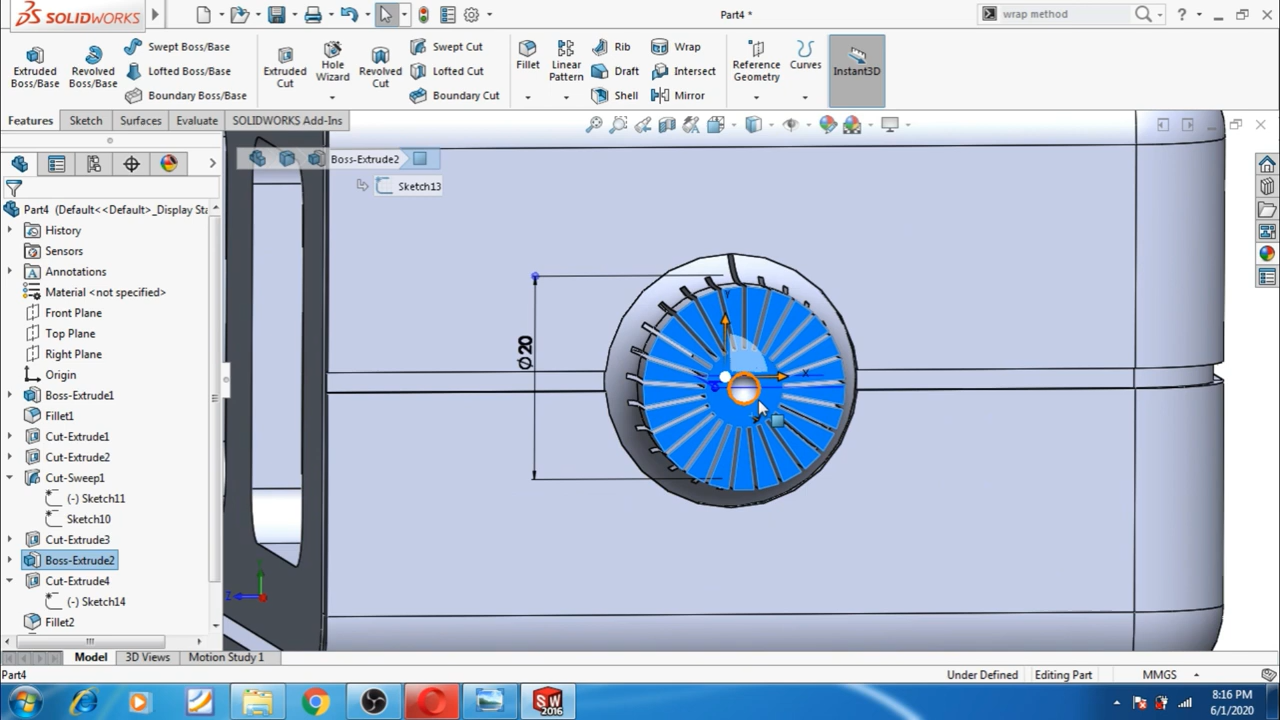 SOLIDWORKS
Part4 *
wrap method
?
Extruded Boss/Base
Revolved Boss/Base
Swept Boss/Base
Lofted Boss/Base
Boundary Boss/Base
Extruded Cut
Hole Wizard
Revolved Cut
Swept Cut
Lofted Cut
Boundary Cut
Fillet
Linear Pattern
Rib
Draft
Shell
Wrap
Intersect
Mirror
Reference Geometry
Curves
Instant3D
Features Sketch Surfaces Evaluate SOLIDWORKS Add-Ins
Boss-Extrude2
Sketch13
Part4 (Default<<Default>_Display Sta
History
Sensors
Annotations
Material <not specified>
Front Plane
Top Plane
Right Plane
Origin
Boss-Extrude1
Fillet1
Cut-Extrude1
Cut-Extrude2
Cut-Sweep1
(-) Sketch11
Sketch10
Cut-Extrude3
Boss-Extrude2
Cut-Extrude4
(-) Sketch14
Fillet2
Ø20
Y
X
Z
Model 3D Views Motion Study 1
Part4
Under Defined Editing Part MMGS
SW
2016
8:16 PM
6/1/2020